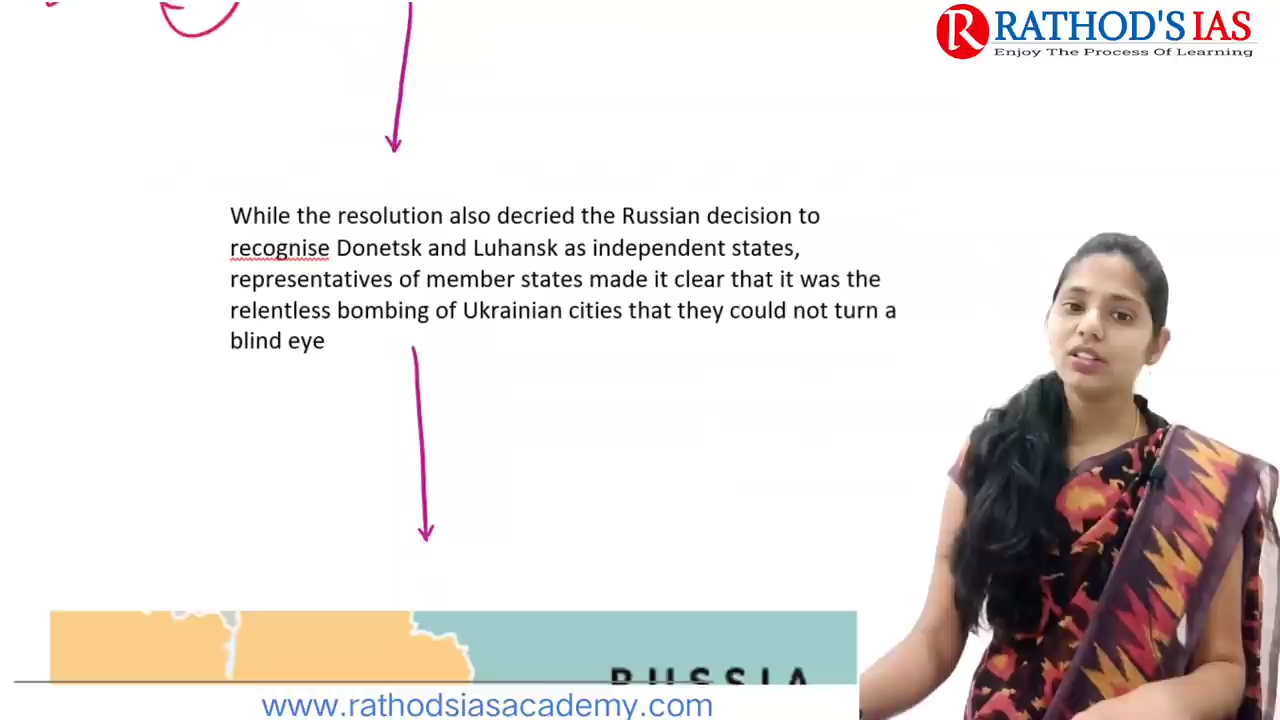 RATHOD'S IAS
Enjoy The Process Of Learning
While the resolution also decried the Russian decision to
recognise Donetsk and Luhansk as independent states,
representatives of member states made it clear that it was the
relentless bombing of Ukrainian cities that they could not turn a
blind eye
RUSSIA
www.rathodsiasacademy.com